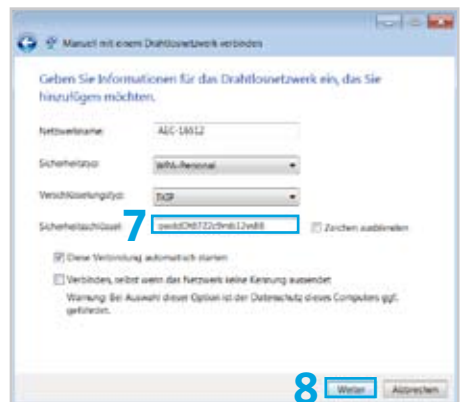 Manuell mit einem Drahtlosnetzwerk verbinden
Geben Sie Informationen für das Drahtlosnetzwerk ein, das Sie
hinzufügen möchten.
Netzwerkname:
Sicherheitstyp: WPA-Personal
Verschlüsselungstyp: TKIP
Sicherheitsschlüssel: 7 Zeichen ausblenden
Diese Verbindung automatisch starten
Verbinden, selbst wenn das Netzwerk keine Kennung aussendet
Warnung: Bei Auswahl dieser Option ist der Datenschutz dieses Computers ggf.
gefährdet.
8 Weiter Abbrechen